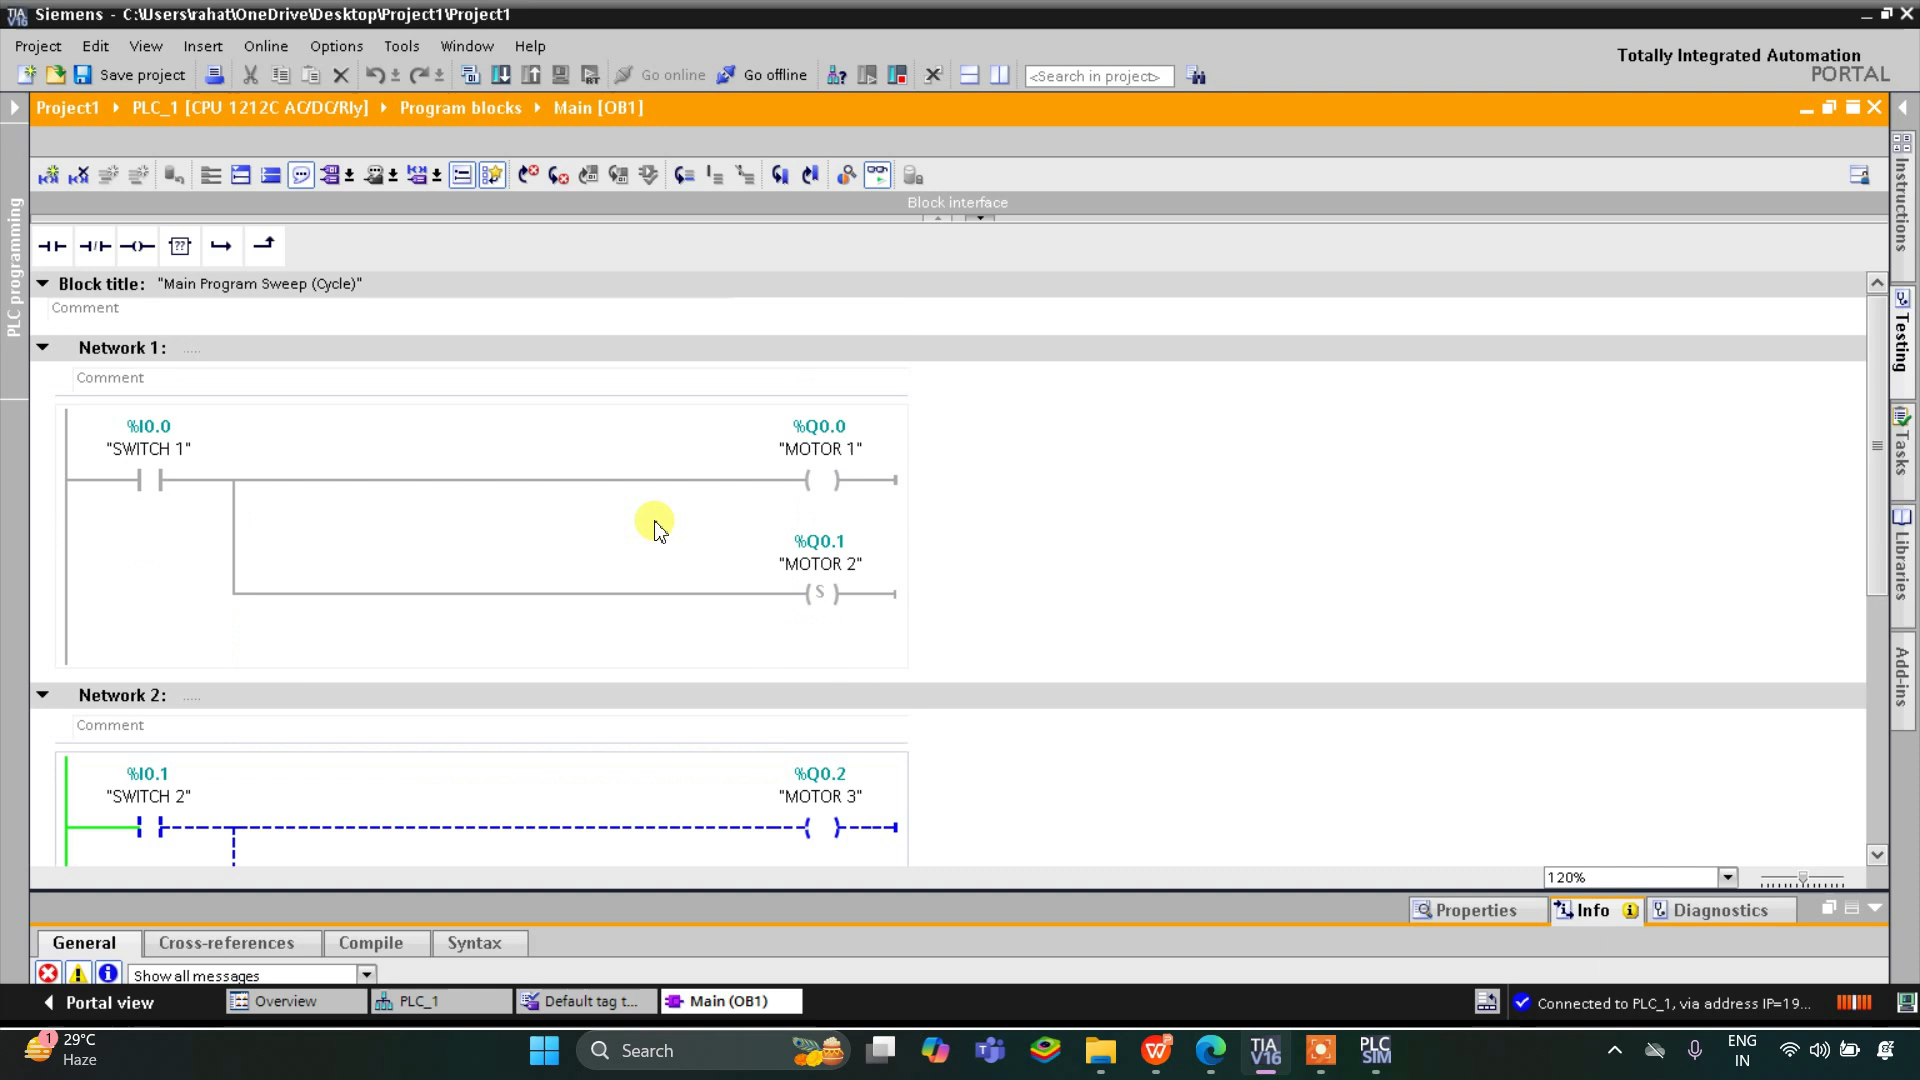 TIA V16 Siemens - C:\Users\rahat\OneDrive\Desktop\Project1\Project1
Project Edit View Insert Online Options Tools Window Help
Totally Integrated Automation
PORTAL
Save project Go online Go offline <Search in project>
Project1 PLC_1 [CPU 1212C AC/DC/Rly] Program blocks Main [OB1]
Block interface
PLC programming
Instructions
Testing
Tasks
Libraries
Add-ins
??
Block title: "Main Program Sweep (Cycle)"
Comment
Network 1: .....
Comment
%I0.0 %Q0.0
"SWITCH 1" "MOTOR 1"
%Q0.1
"MOTOR 2"
S
Network 2: .....
Comment
%I0.1 %Q0.2
"SWITCH 2" "MOTOR 3"
120%
Properties Info Diagnostics
General Cross-references Compile Syntax
Show all messages
Portal view Overview PLC_1 Default tag t... Main (OB1) Connected to PLC_1, via address IP=19...
1 29°C
Haze
Search
TIA V16
PLC SIM
ENG
IN